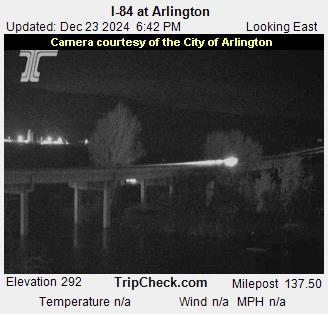 I-84 at Arlington
Updated: Dec 23 2024 6:42 PM Looking East
Camera courtesy of the City of Arlington
Elevation 292 TripCheck.com Milepost 137.50
Temperature n/a Wind n/a MPH n/a